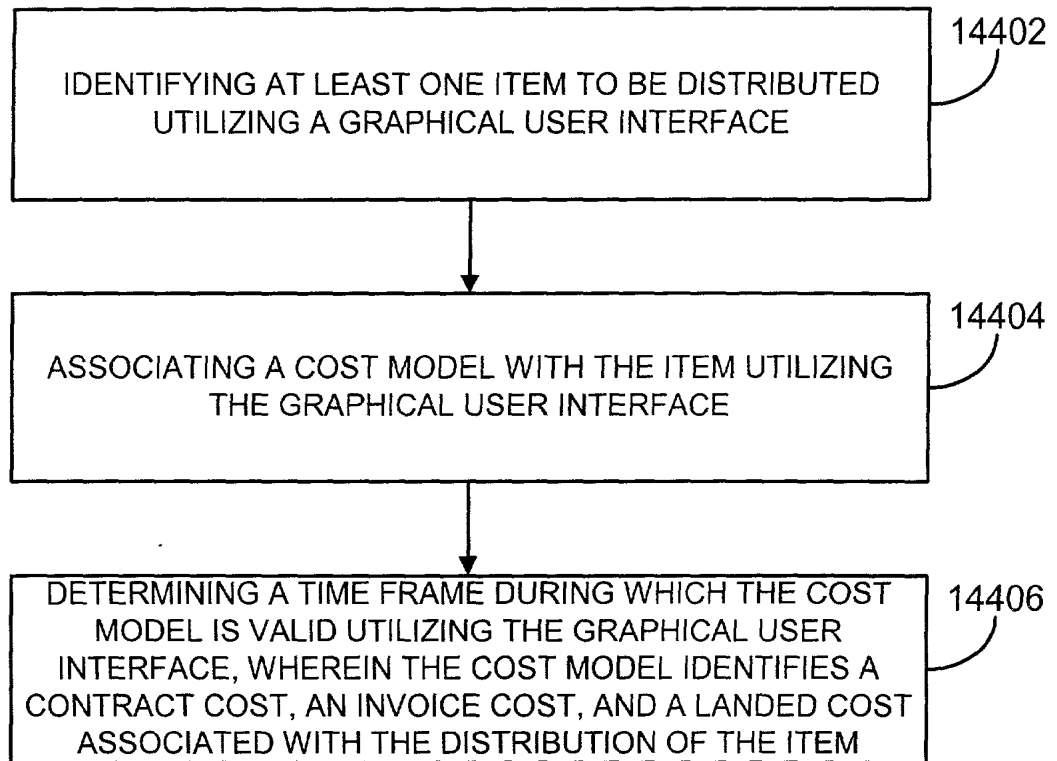 14402
IDENTIFYING AT LEAST ONE ITEM TO BE DISTRIBUTED
UTILIZING A GRAPHICAL USER INTERFACE
14404
ASSOCIATING A COST MODEL WITH THE ITEM UTILIZING
THE GRAPHICAL USER INTERFACE
14406
DETERMINING A TIME FRAME DURING WHICH THE COST
MODEL IS VALID UTILIZING THE GRAPHICAL USER
INTERFACE, WHEREIN THE COST MODEL IDENTIFIES A
CONTRACT COST, AN INVOICE COST, AND A LANDED COST
ASSOCIATED WITH THE DISTRIBUTION OF THE ITEM